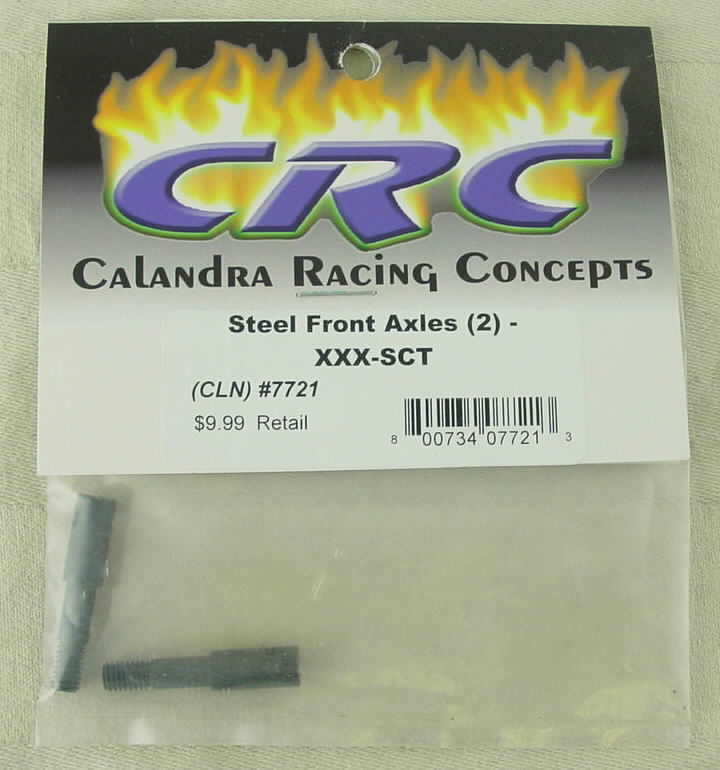 CRC
Calandra Racing Concepts
Steel Front Axles (2) -
XXX-SCT
(CLN) #7721
$9.99 Retail
8 00734 07721 3